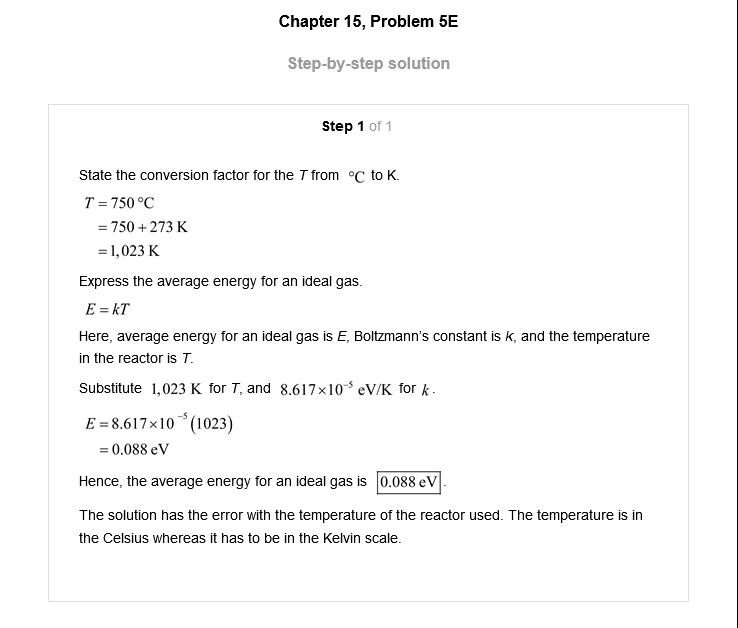 Chapter 15, Problem 5E
Step-by-step solution
Step 1 of 1
State the conversion factor for the T from °C to K.
T = 750 °C
= 750 + 273 K
= 1,023 K
Express the average energy for an ideal gas.
E = kT
Here, average energy for an ideal gas is E, Boltzmann's constant is k, and the temperature
in the reactor is T.
Substitute 1,023 K for T, and 8.617×10⁻⁵ eV/K for k.
E = 8.617×10⁻⁵(1023)
= 0.088 eV
Hence, the average energy for an ideal gas is 0.088 eV.
The solution has the error with the temperature of the reactor used. The temperature is in
the Celsius whereas it has to be in the Kelvin scale.